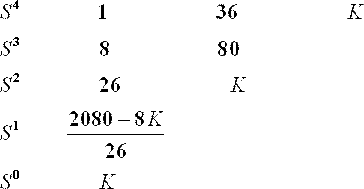 S⁴ 1 36 K
S³ 8 80
S² 26 K
S¹ (2080 – 8K)/26
S⁰ K